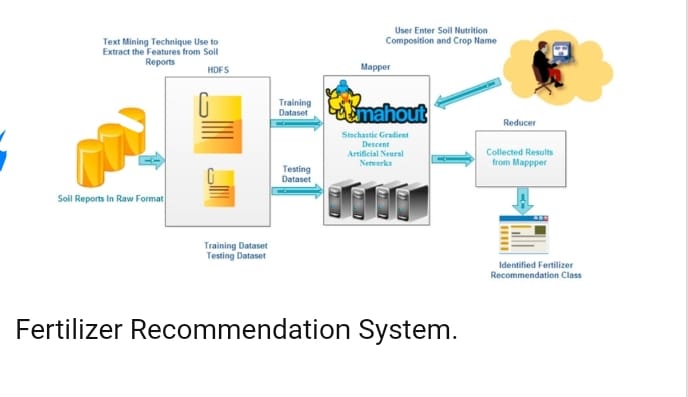 Text Mining Technique Use to
Extract the Features from Soil
Reports
HDFS
Soil Reports In Raw Format
Training
Dataset
Testing
Dataset
Training Dataset
Testing Dataset
Mapper
mahout
Stochastic Gradient
Descent
Artificial Neural
Networks
User Enter Soil Nutrition
Composition and Crop Name
Reducer
Collected Results
from Mappper
Identified Fertilizer
Recommendation Class
Fertilizer Recommendation System.